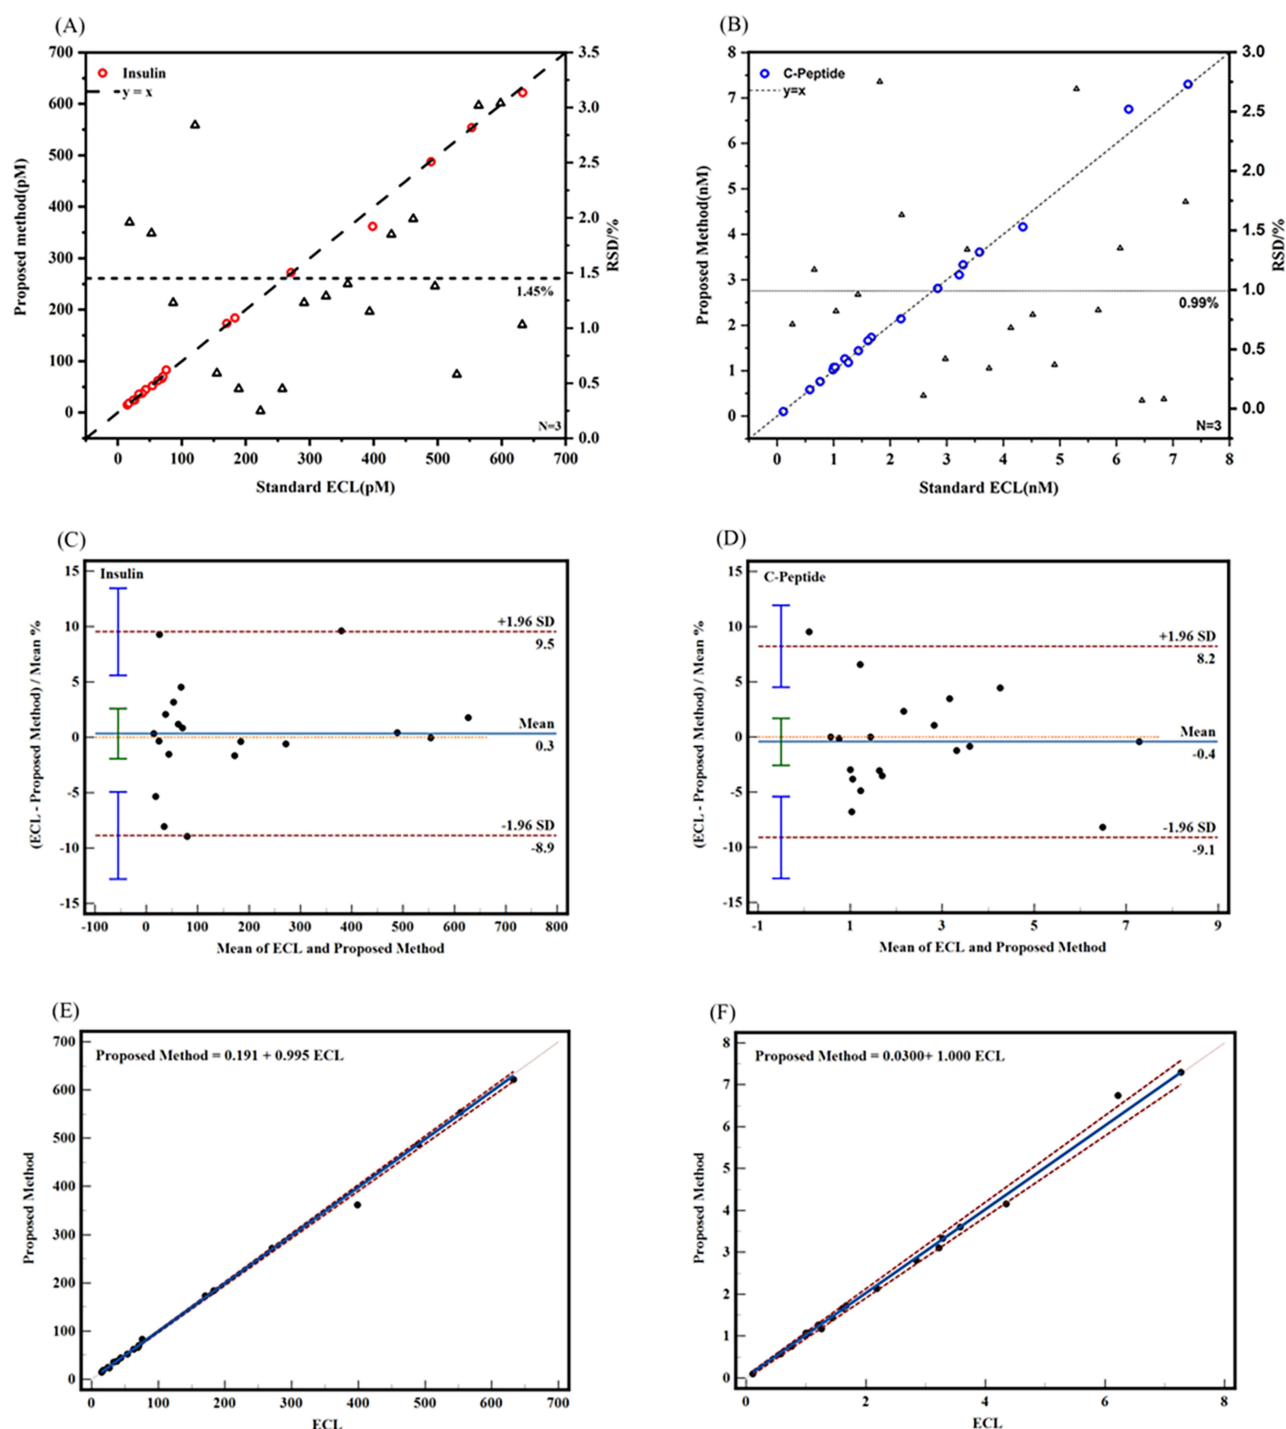 (A)
700
600
500
400
300
200
100
0
Proposed method(pM)
Insulin
y = x
3.5
3.0
2.5
2.0
1.5
1.0
0.5
0.0
RSD/%
1.45%
N=3
0 100 200 300 400 500 600 700
Standard ECL(pM)
(B)
8
7
6
5
4
3
2
1
0
Proposed Method(nM)
C-Peptide
y=x
3.0
2.5
2.0
1.5
1.0
0.5
0.0
RSD/%
0.99%
N=3
0 1 2 3 4 5 6 7 8
Standard ECL(nM)
(C)
15
10
5
0
-5
-10
-15
(ECL - Proposed Method) / Mean %
Insulin
+1.96 SD
9.5
Mean
0.3
-1.96 SD
-8.9
-100 0 100 200 300 400 500 600 700 800
Mean of ECL and Proposed Method
(D)
15
10
5
0
-5
-10
-15
(ECL - Proposed Method) / Mean %
C-Peptide
+1.96 SD
8.2
Mean
-0.4
-1.96 SD
-9.1
-1 1 3 5 7 9
Mean of ECL and Proposed Method
(E)
700
600
500
400
300
200
100
0
Proposed Method
Proposed Method = 0.191 + 0.995 ECL
0 100 200 300 400 500 600 700
ECL
(F)
8
7
6
5
4
3
2
1
0
Proposed Method
Proposed Method = 0.0300+ 1.000 ECL
0 2 4 6 8
ECL